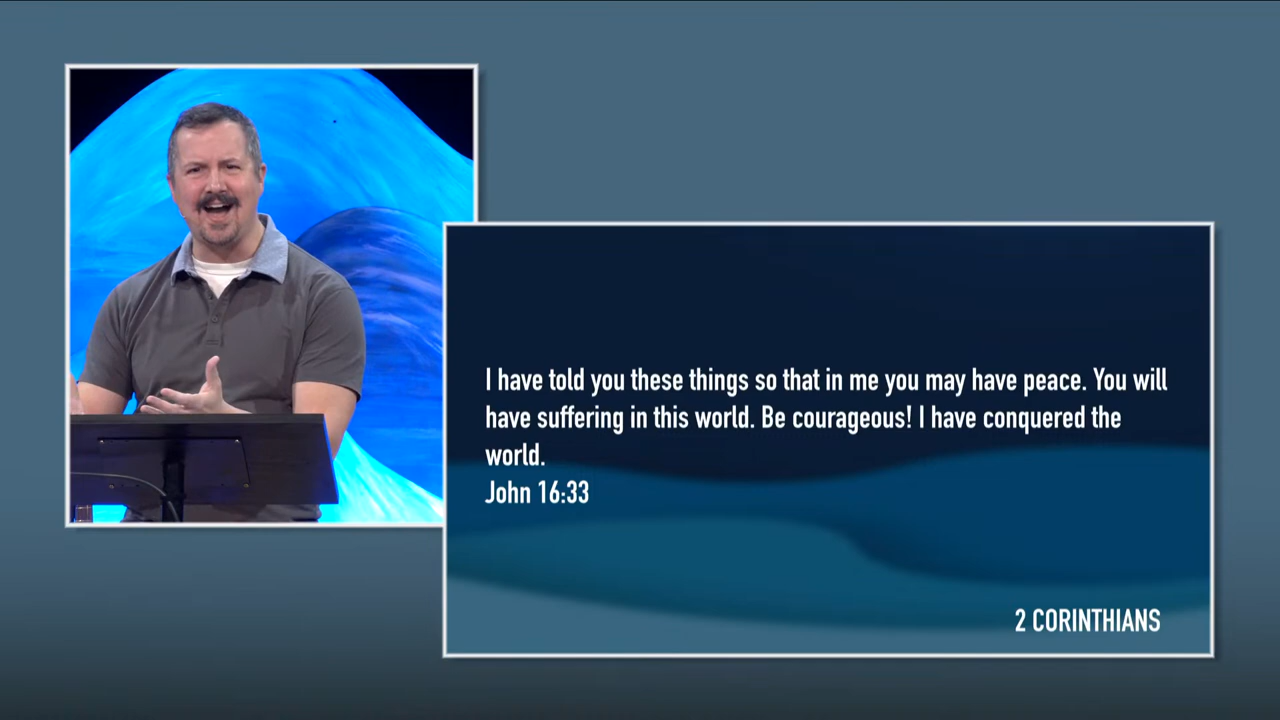 I have told you these things so that in me you may have peace. You will
have suffering in this world. Be courageous! I have conquered the
world.
John 16:33
2 CORINTHIANS